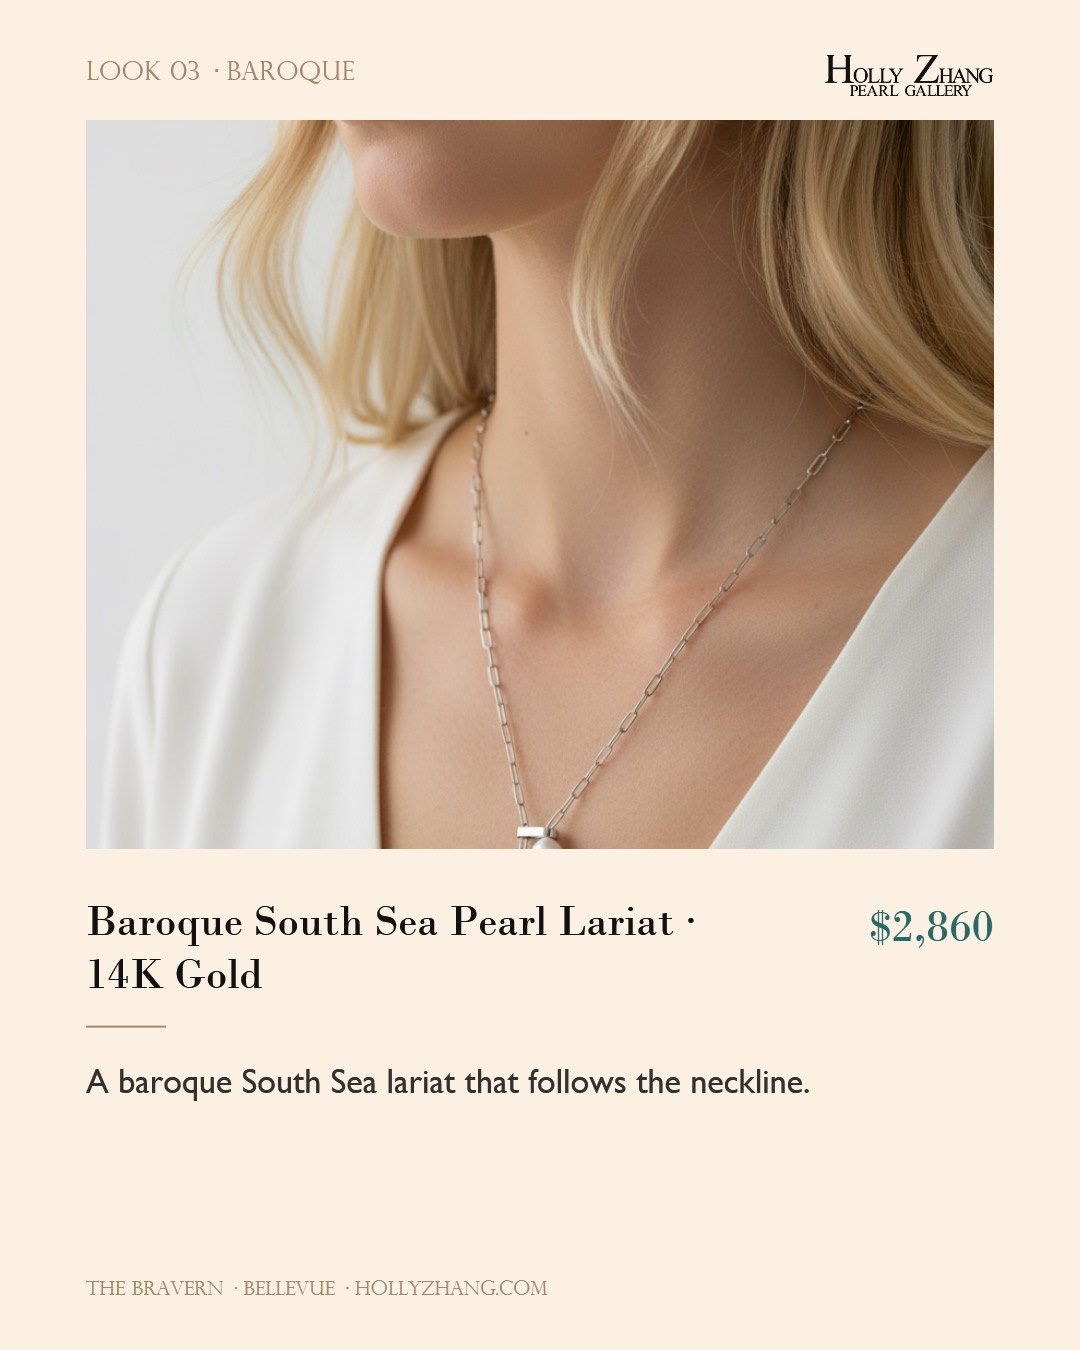 LOOK 03 · BAROQUE
HOLLY ZHANG
PEARL GALLERY
Baroque South Sea Pearl Lariat ·
14K Gold
$2,860
A baroque South Sea lariat that follows the neckline.
THE BRAVERN · BELLEVUE · HOLLYZHANG.COM